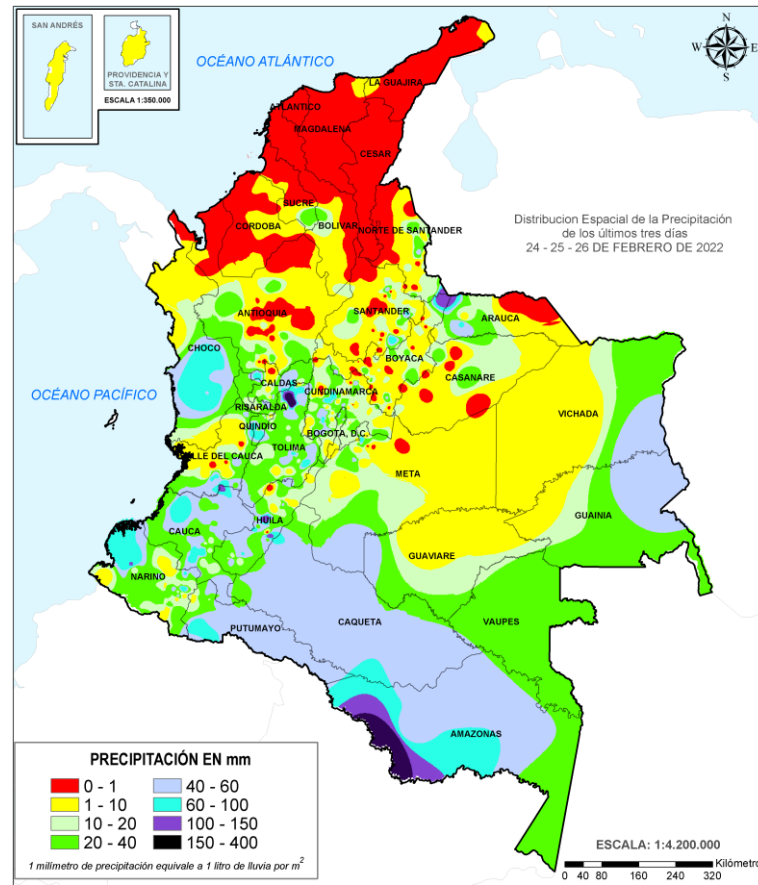 SAN ANDRÉS
PROVIDENCIA Y
STA. CATALINA
ESCALA 1:350.000
OCÉANO ATLÁNTICO
N
W
E
S
LA GUAJIRA
ATLANTICO
MAGDALENA
CESAR
SUCRE
CORDOBA
BOLIVAR
NORTE DE SANTANDER
Distribucion Espacial de la Precipitación
de los últimos tres días
24 - 25 - 26 DE FEBRERO DE 2022
ANTIOQUIA
SANTANDER
ARAUCA
CHOCO
BOYACA
CASANARE
OCÉANO PACÍFICO
CALDAS
CUNDINAMARCA
RISARALDA
VICHADA
QUINDÍO
BOGOTA, D.C.
TOLIMA
VALLE DEL CAUCA
META
GUAINIA
CAUCA
HUILA
GUAVIARE
NARINO
PUTUMAYO
CAQUETA
VAUPES
AMAZONAS
PRECIPITACIÓN EN mm
0 - 1
40 - 60
1 - 10
60 - 100
10 - 20
100 - 150
20 - 40
150 - 400
1 milimetro de precipitación equivale a 1 litro de lluvia por m2
ESCALA: 1:4.200.000
Kilómetro
0 40 80 160 240 320